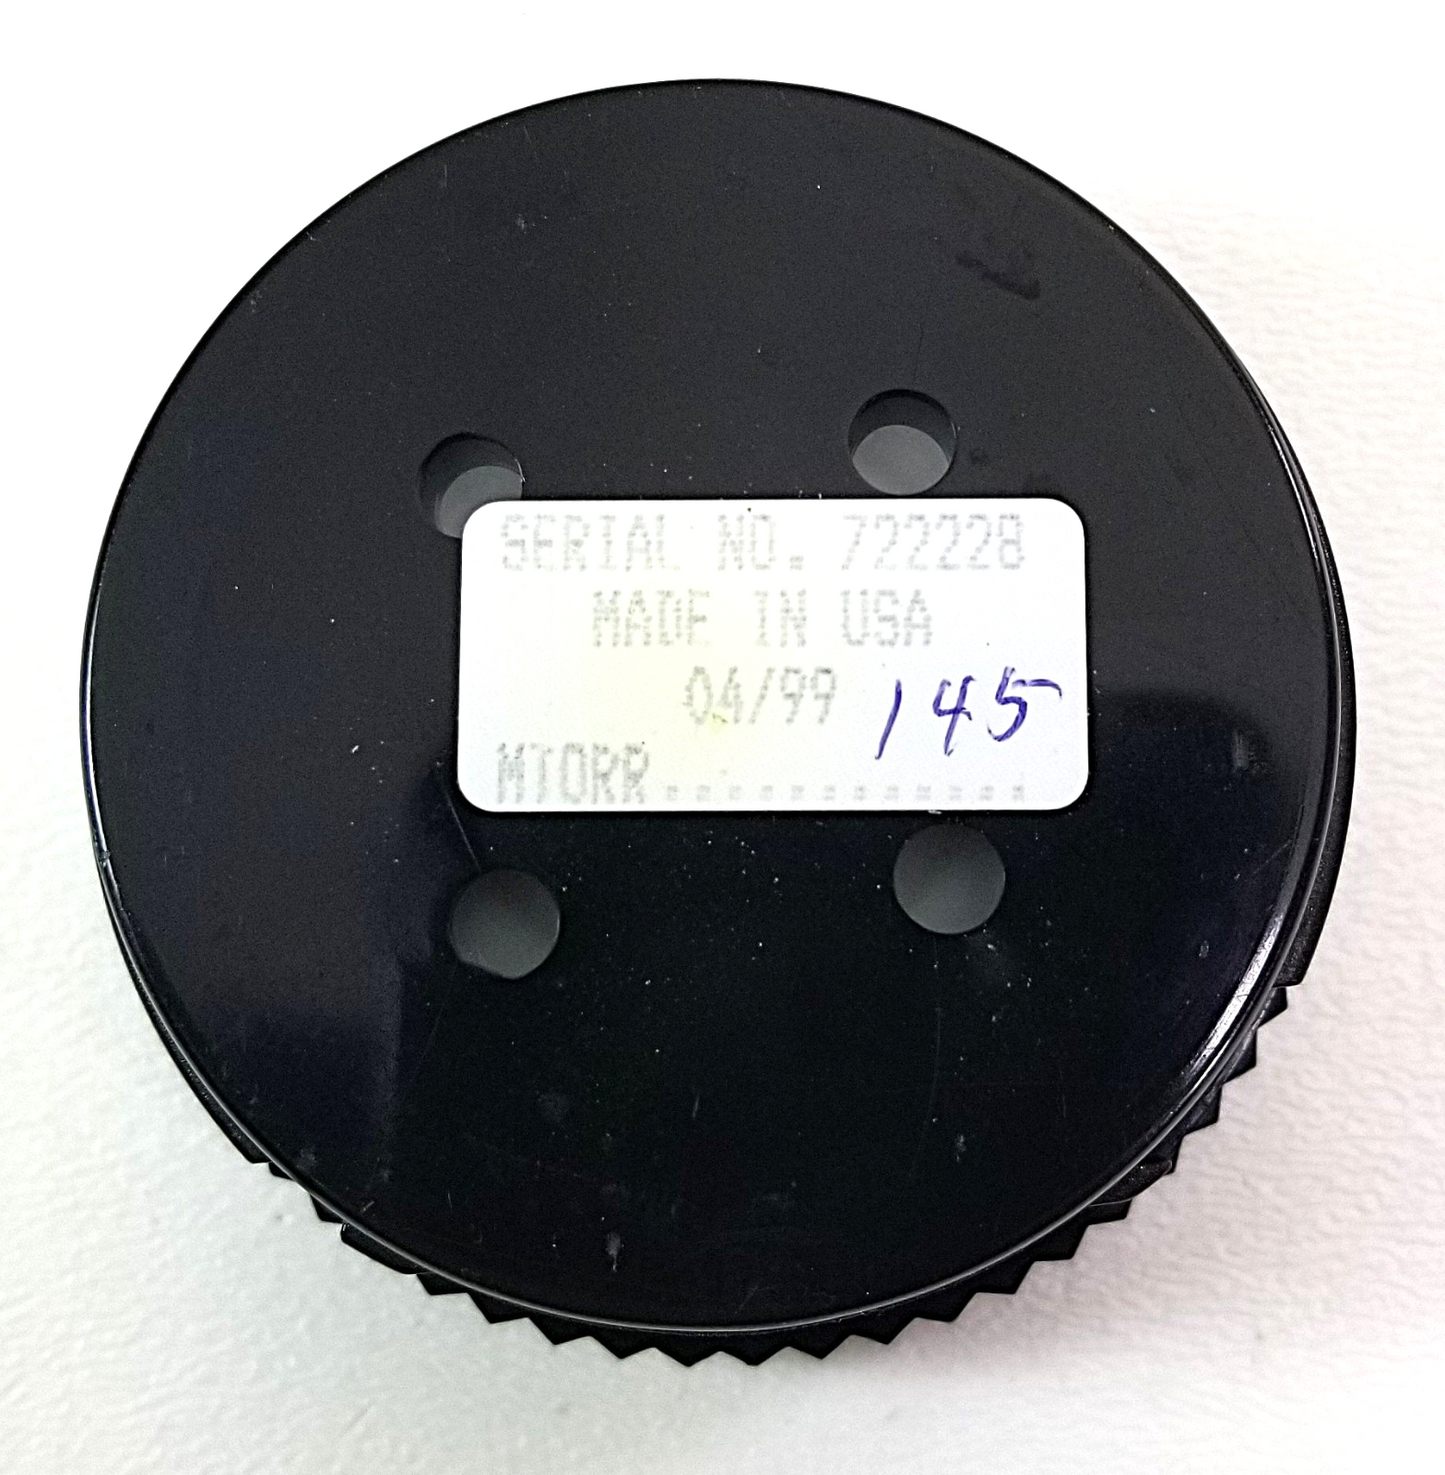 SERIAL NO. 722228
MADE IN USA
04/99 145
MTORR..............